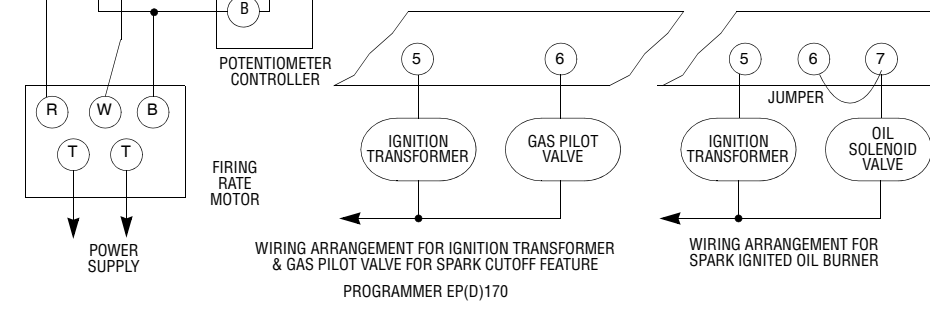 B
POTENTIOMETER
CONTROLLER
R W B
T T
FIRING
RATE
MOTOR
POWER
SUPPLY
5 6
IGNITION
TRANSFORMER
GAS PILOT
VALVE
WIRING ARRANGEMENT FOR IGNITION TRANSFORMER
& GAS PILOT VALVE FOR SPARK CUTOFF FEATURE
PROGRAMMER EP(D)170
5 6 7
JUMPER
IGNITION
TRANSFORMER
OIL
SOLENOID
VALVE
WIRING ARRANGEMENT FOR
SPARK IGNITED OIL BURNER